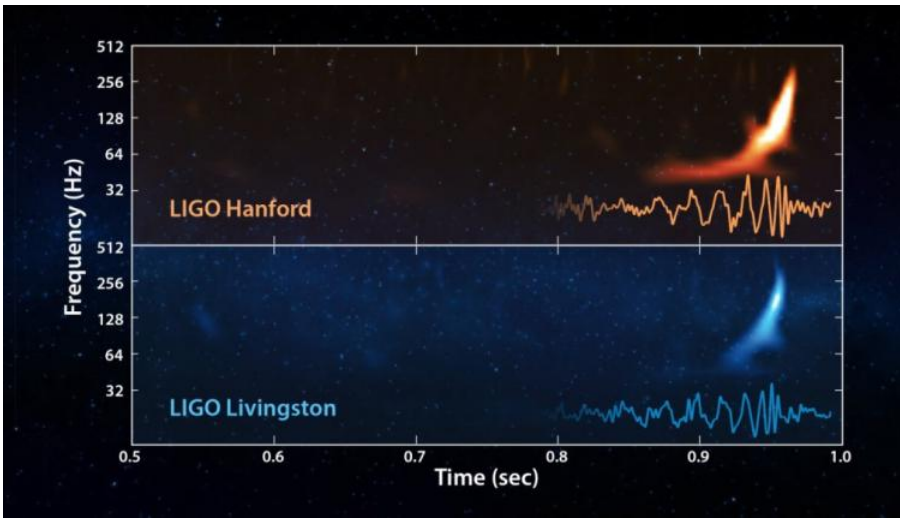 512
256
128
64
32
LIGO Hanford
512
256
128
64
32
LIGO Livingston
Frequency (Hz)
0.5 0.6 0.7 0.8 0.9 1.0
Time (sec)